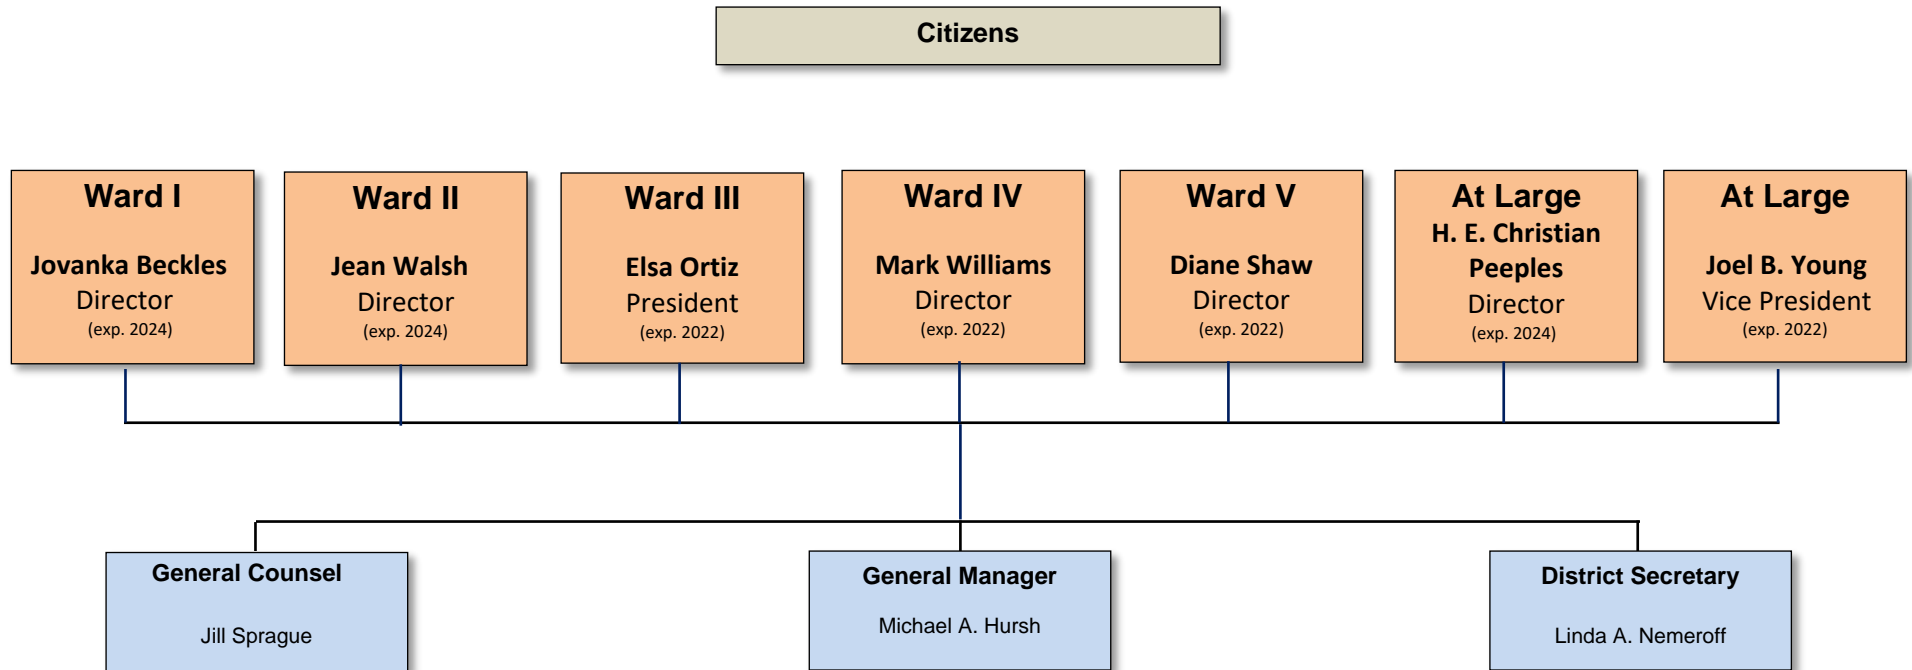 Citizens
Ward I
Jovanka Beckles
Director
(exp. 2024)
Ward II
Jean Walsh
Director
(exp. 2024)
Ward III
Elsa Ortiz
President
(exp. 2022)
Ward IV
Mark Williams
Director
(exp. 2022)
Ward V
Diane Shaw
Director
(exp. 2022)
At Large
H. E. Christian
Peeples
Director
(exp. 2024)
At Large
Joel B. Young
Vice President
(exp. 2022)
General Counsel
Jill Sprague
General Manager
Michael A. Hursh
District Secretary
Linda A. Nemeroff